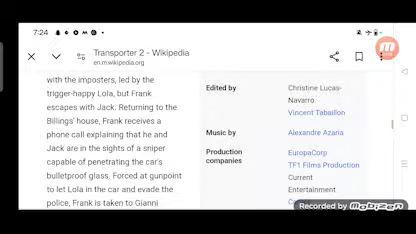 7:24
Transporter 2 - Wikipedia
en.m.wikipedia.org
with the imposters, led by the
trigger-happy Lola, but Frank
escapes with Jack. Returning to the
Billings' house, Frank receives a
phone call explaining that he and
Jack are in the sights of a sniper
capable of penetrating the car's
bulletproof glass. Forced at gunpoint
to let Lola in the car and evade the
police, Frank is taken to Gianni
Edited by
Christine Lucas-
Navarro
Vincent Tabaillon
Music by
Alexandre Azaria
Production
companies
EuropaCorp
TF1 Films Production
Current
Entertainment
Recorded by
Mobizen